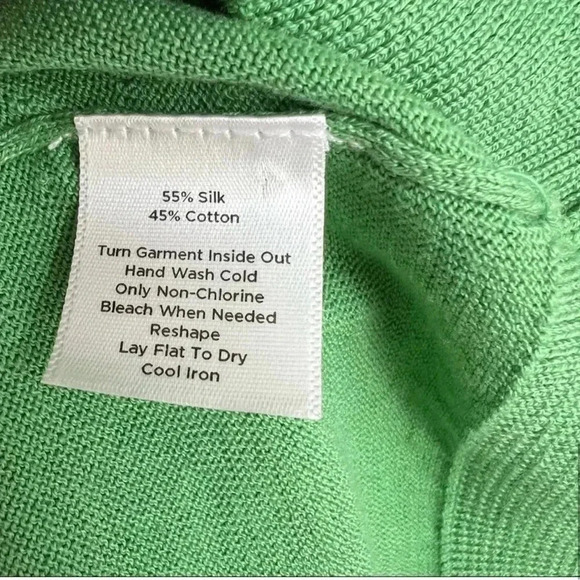 55% Silk
45% Cotton
Turn Garment Inside Out
Hand Wash Cold
Only Non-Chlorine
Bleach When Needed
Reshape
Lay Flat To Dry
Cool Iron